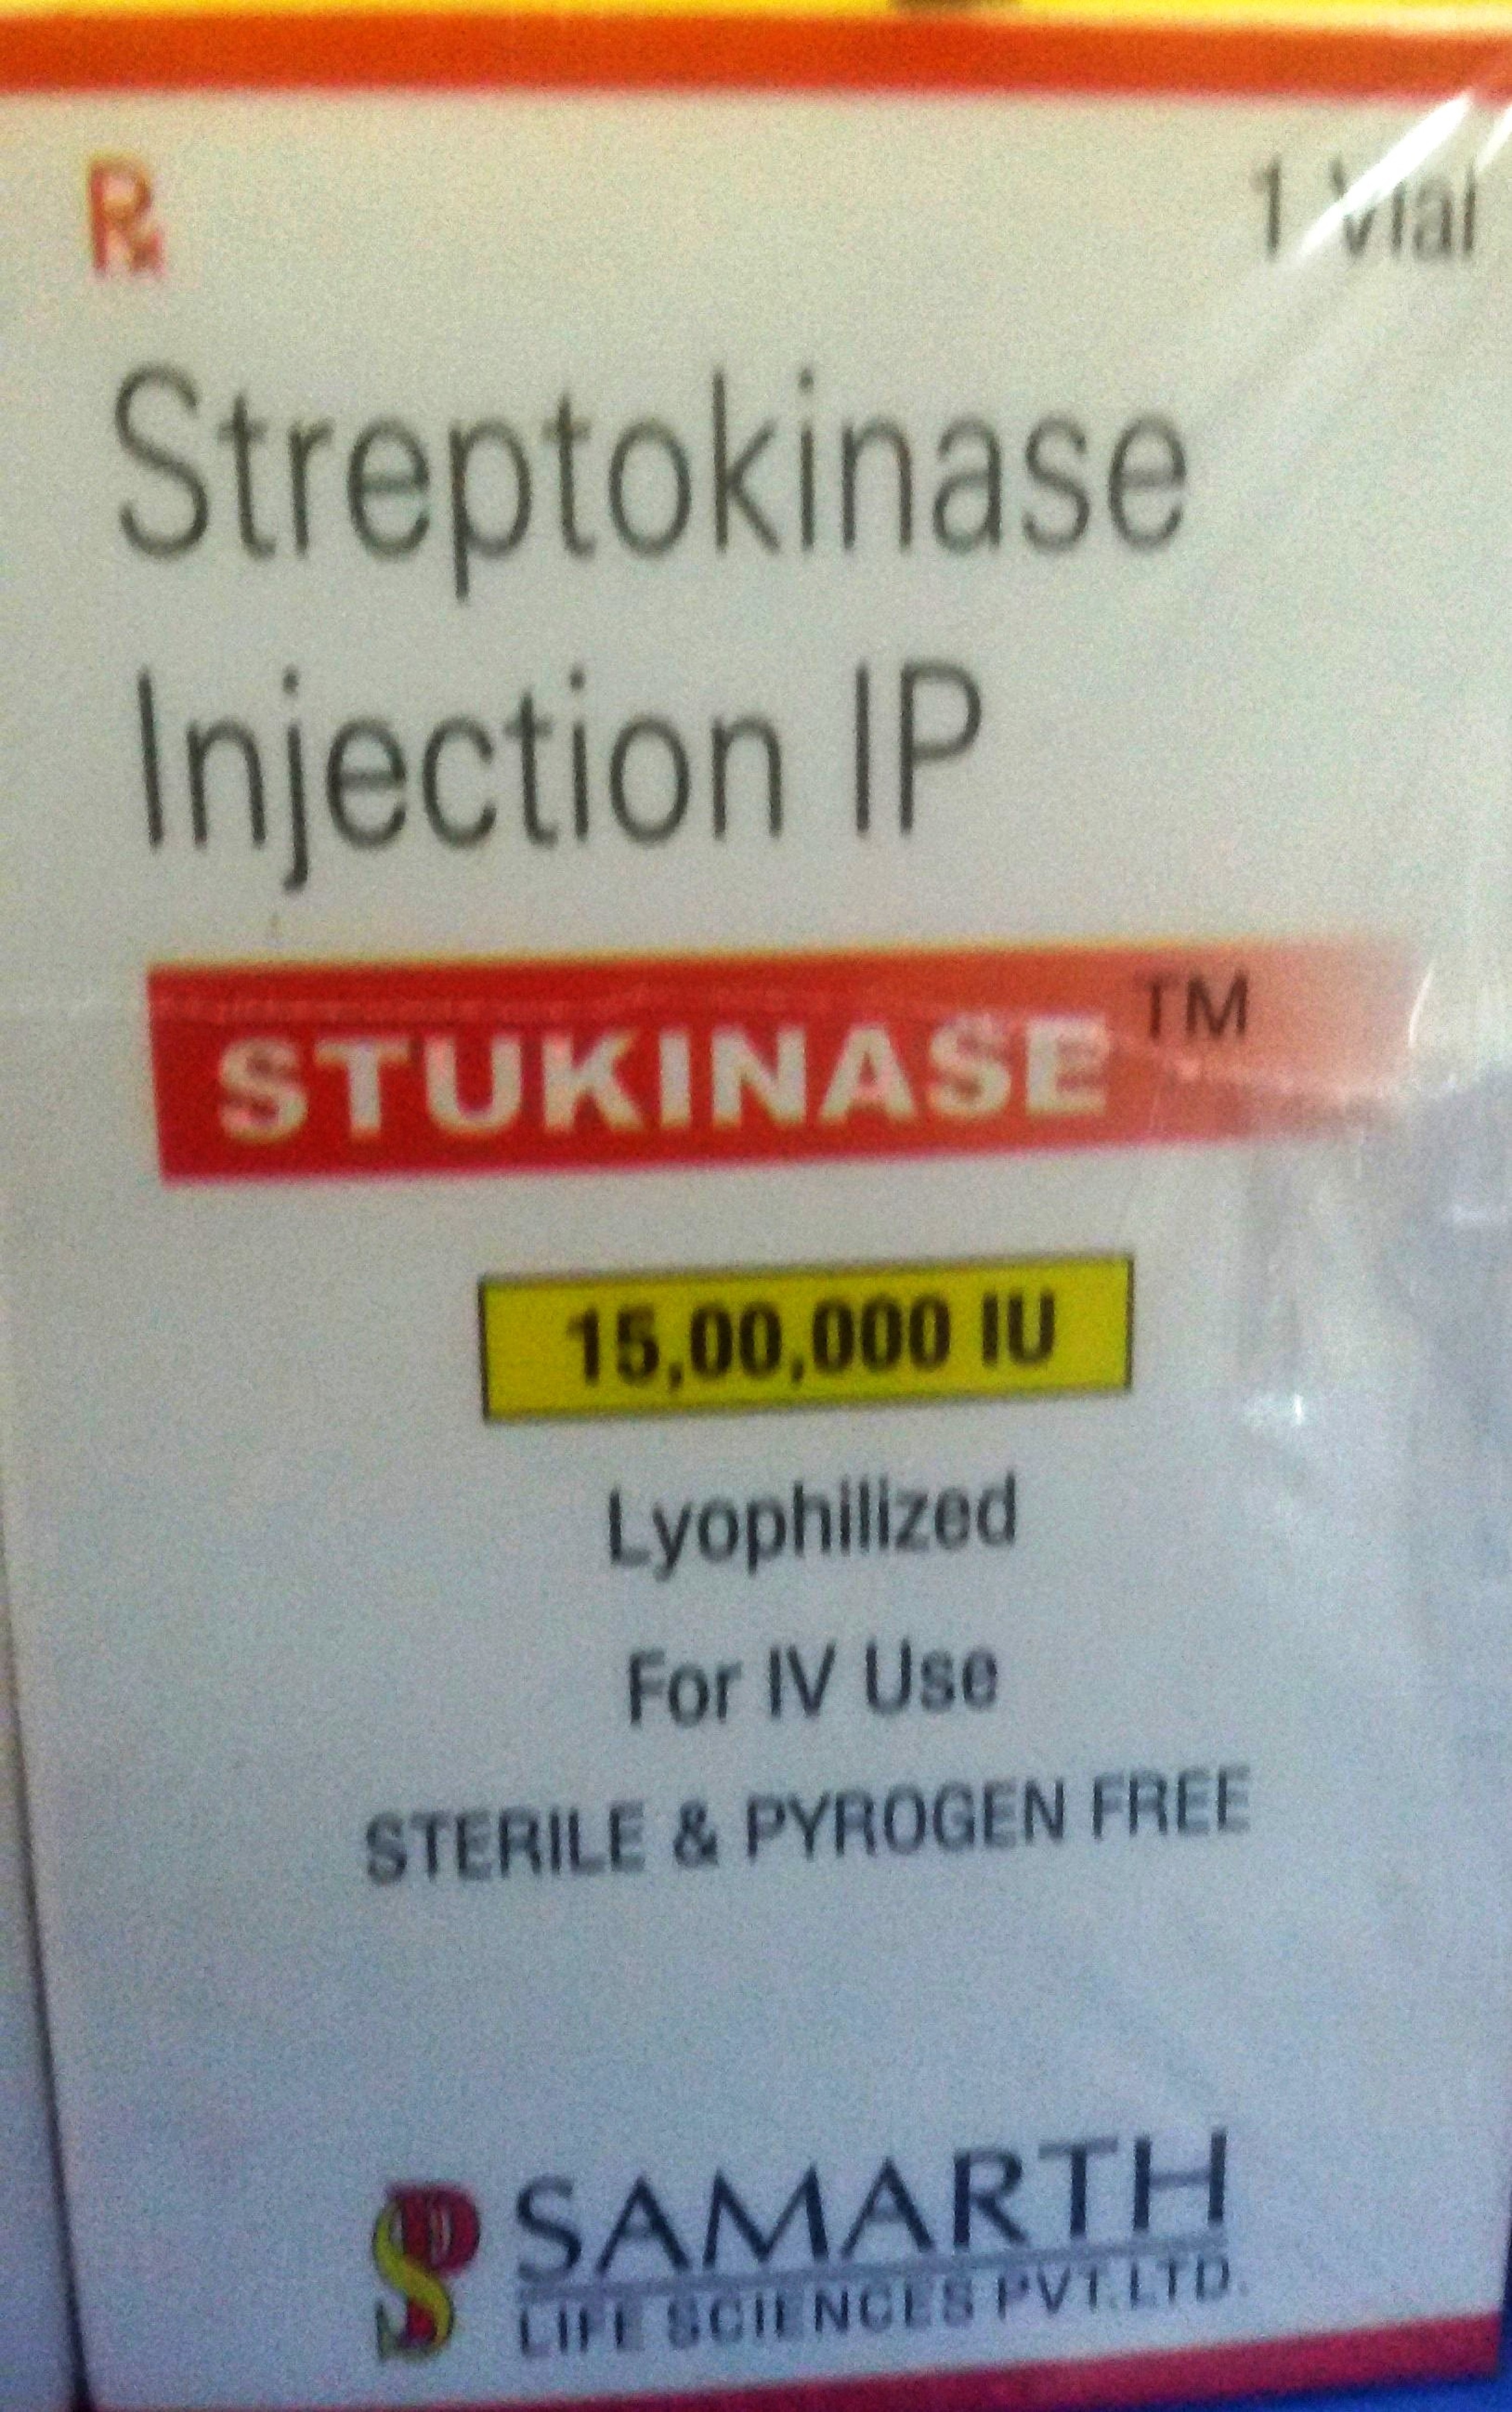 Rx
1 Vial
Streptokinase
Injection IP
STUKINASE™
15,00,000 IU
Lyophilized
For IV Use
STERILE & PYROGEN FREE
SAMARTH
LIFE SCIENCES PVT.LTD.